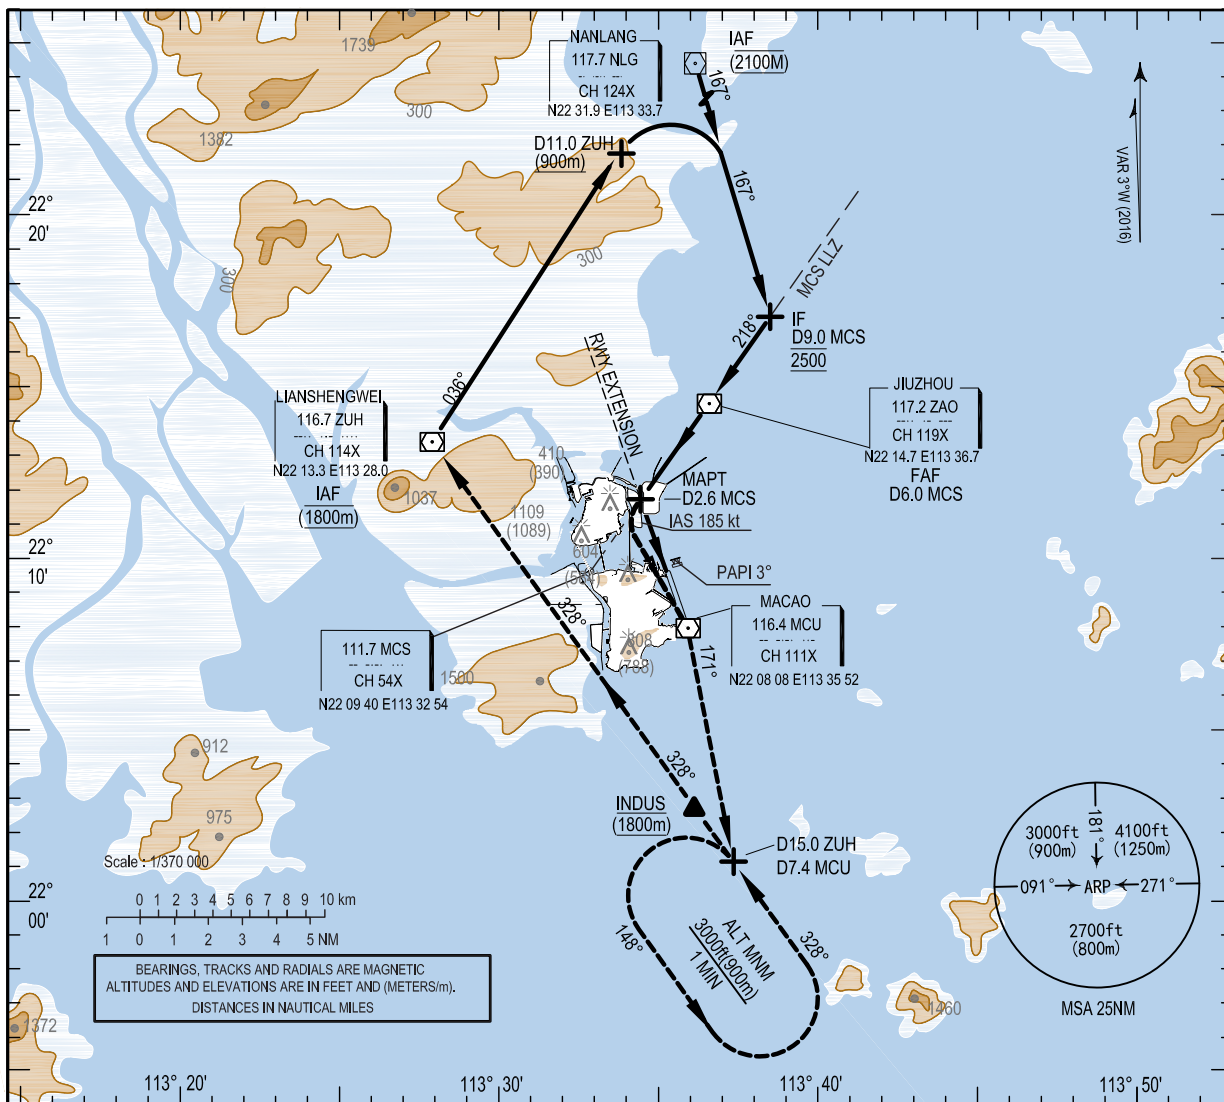 1739
NANLANG
117.7 NLG
CH 124X
N22 31.9 E113 33.7
IAF
(2100M)
167°
300
1382
D11.0 ZUH
(900m)
VAR 3°W (2016)
167°
22°
20'
300
300
MCS LLZ
IF
D9.0 MCS
2500
218°
RWY EXTENSION
036°
LIANSHENGWEI
116.7 ZUH
CH 114X
N22 13.3 E113 28.0
IAF
(1800m)
JIUZHOU
117.2 ZAO
CH 119X
N22 14.7 E113 36.7
FAF
D6.0 MCS
410
(390)
MAPT
D2.6 MCS
IAS 185 kt
1037
1109
(1089)
22°
10'
604
PAPI 3°
328°
MACAO
116.4 MCU
CH 111X
N22 08 08 E113 35 52
111.7 MCS
CH 54X
N22 09 40 E113 32 54
(788)
171°
1500
912
328°
INDUS
(1800m)
975
D15.0 ZUH
D7.4 MCU
Scale : 1/370 000
0 1 2 3 4 5 6 7 8 9 10 km
1 0 1 2 3 4 5 NM
22°
00'
BEARINGS, TRACKS AND RADIALS ARE MAGNETIC
ALTITUDES AND ELEVATIONS ARE IN FEET AND (METERS/m).
DISTANCES IN NAUTICAL MILES
148°
ALT MNM
3000ft(900m)
1 MIN
328°
181°
3000ft
(900m)
4100ft
(1250m)
091°
ARP
271°
2700ft
(800m)
MSA 25NM
1460
1372
113° 20'
113° 30'
113° 40'
113° 50'